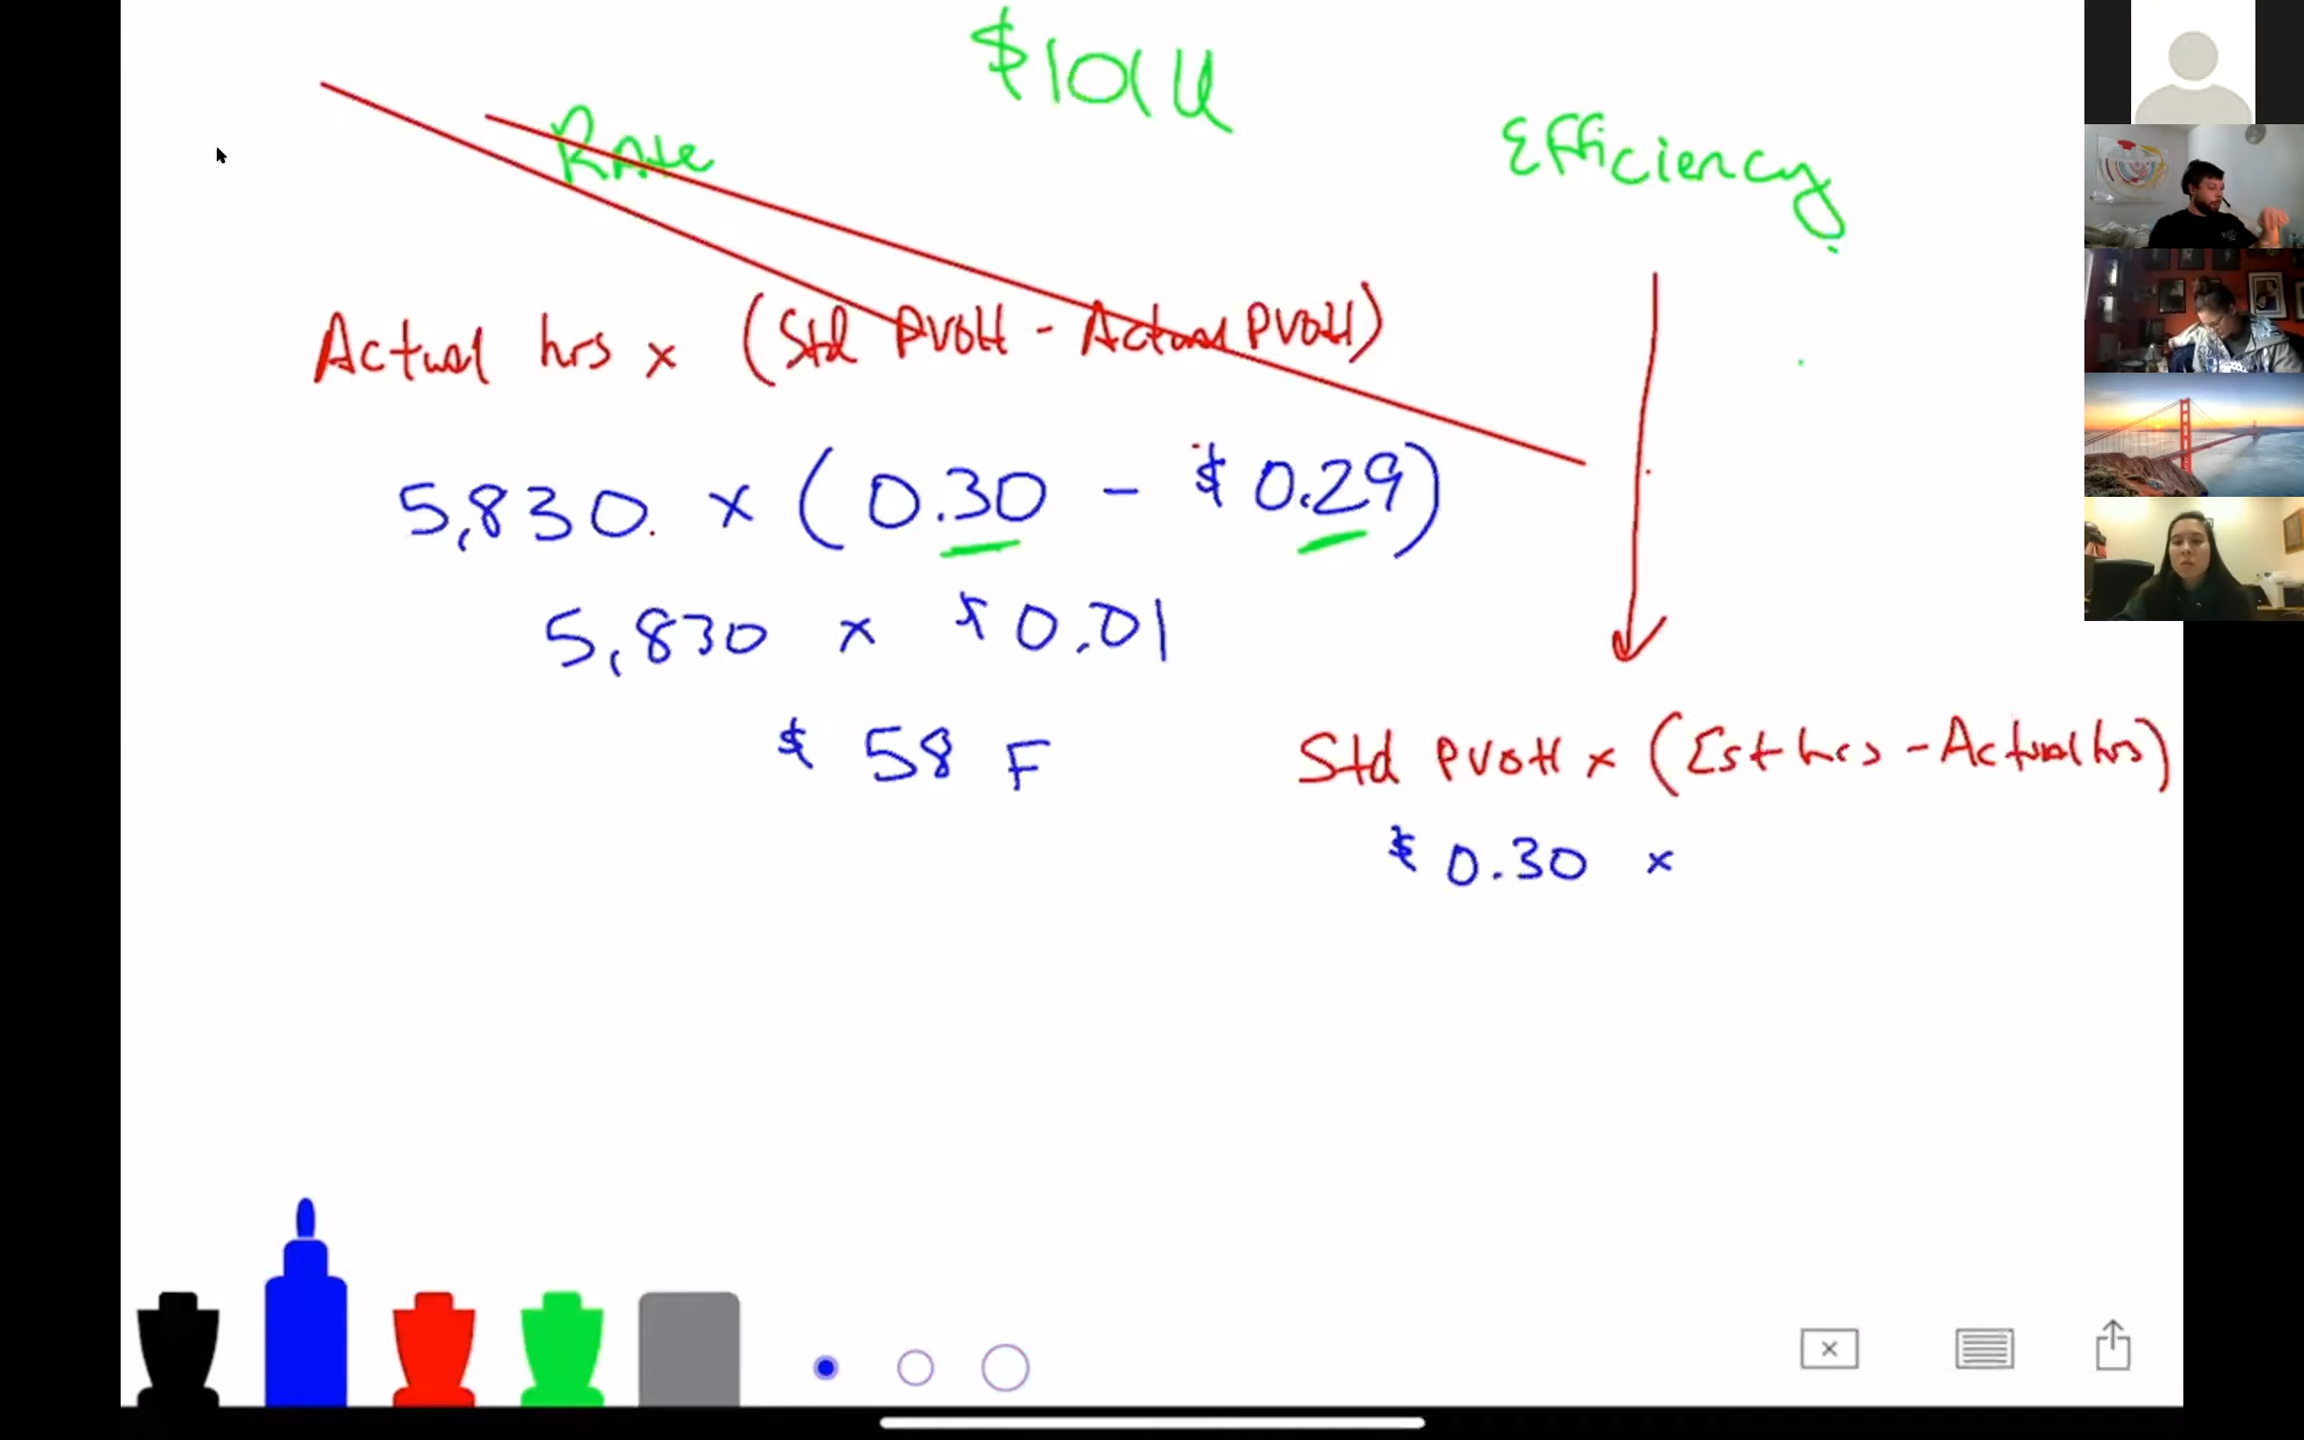 $101 U
Rate
Efficiency
Actual hrs x (Std PVOH - Actual PVOH)
5,830 x (0.30 - $0.29)
5,830 x $0.01
$ 58 F
Std PVOH x (Est hrs - Actual hrs)
$ 0.30 x